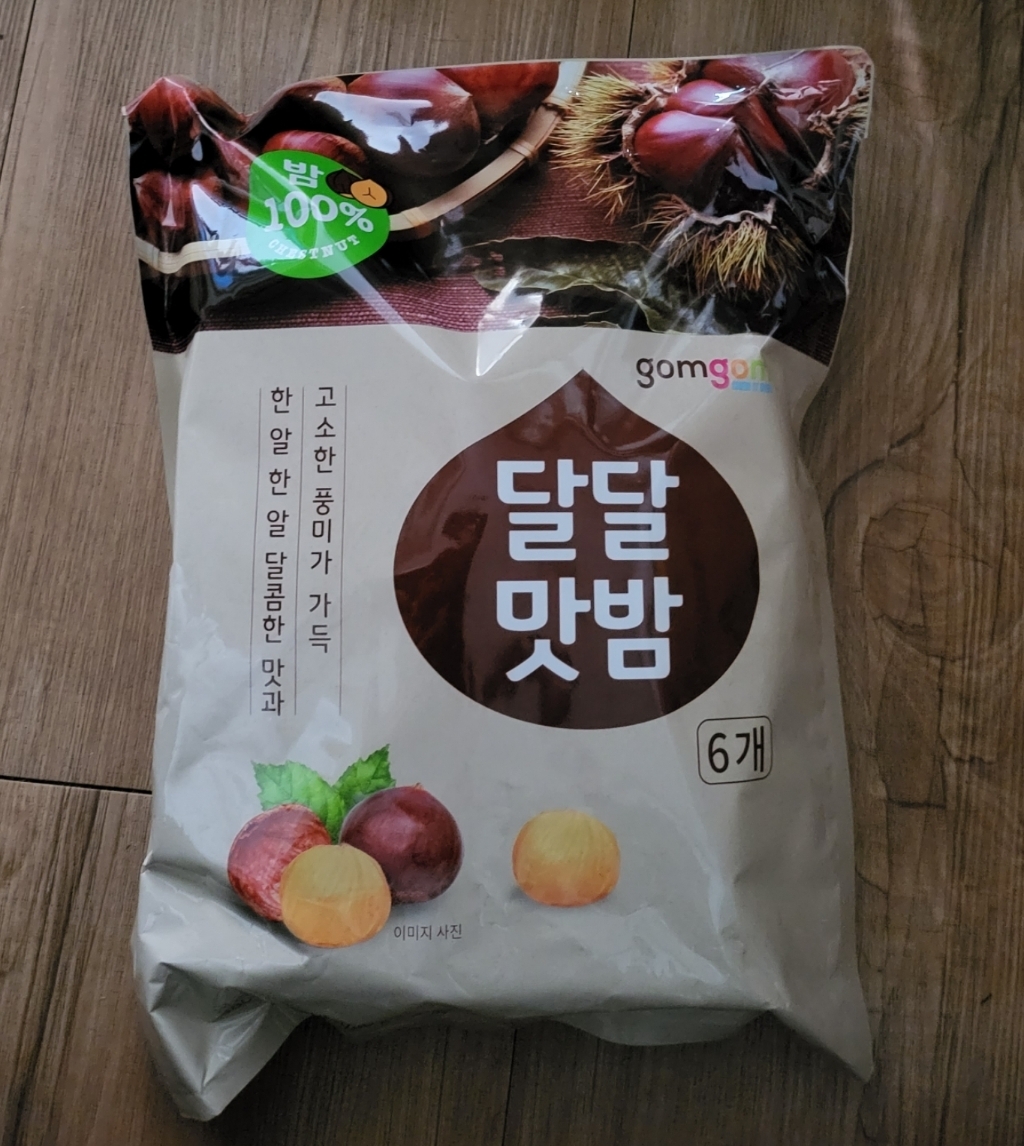 밤
100%
CHESTNUT
gomgom
고소한 풍미가 가득
한 알 한 알 달콤한 맛과
달달
맛밤
6개
이미지 사진